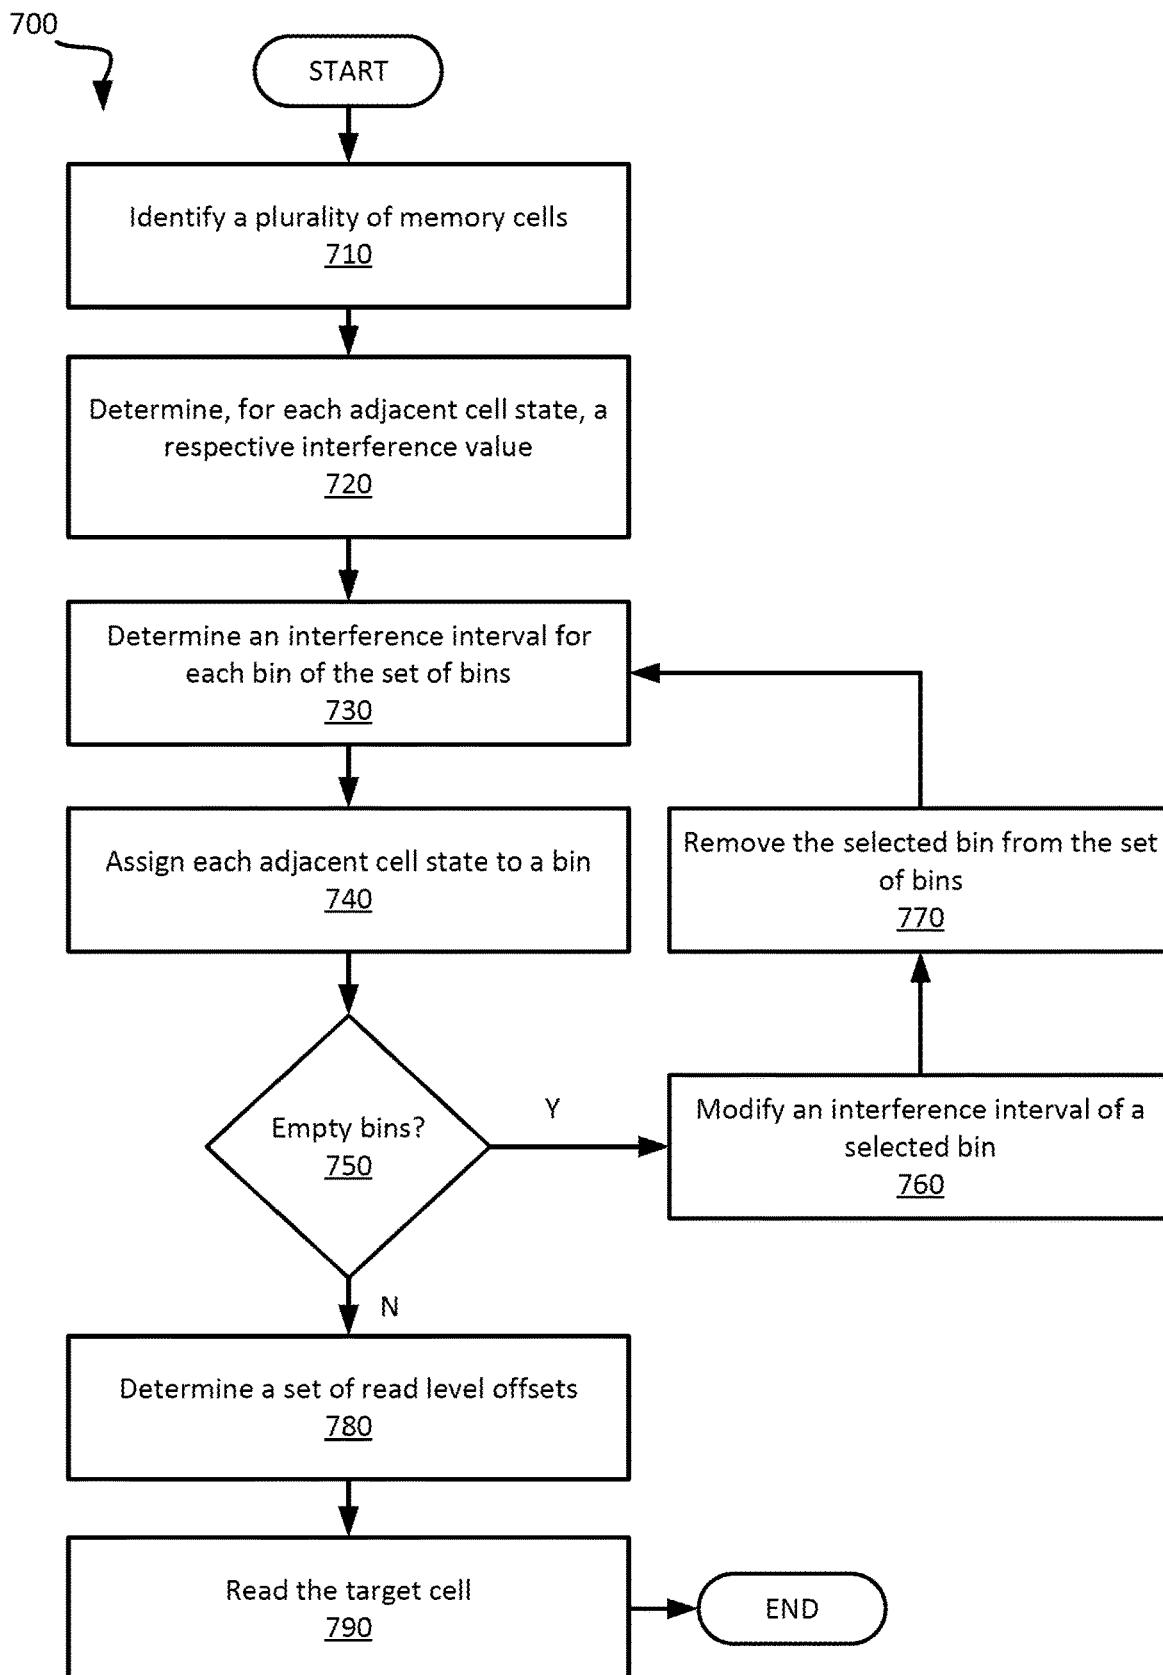 700
START
Identify a plurality of memory cells
710
Determine, for each adjacent cell state, a
respective interference value
720
Determine an interference interval for
each bin of the set of bins
730
Assign each adjacent cell state to a bin
740
Remove the selected bin from the set
of bins
770
Empty bins?
750
Y
Modify an interference interval of a
selected bin
760
N
Determine a set of read level offsets
780
Read the target cell
790
END